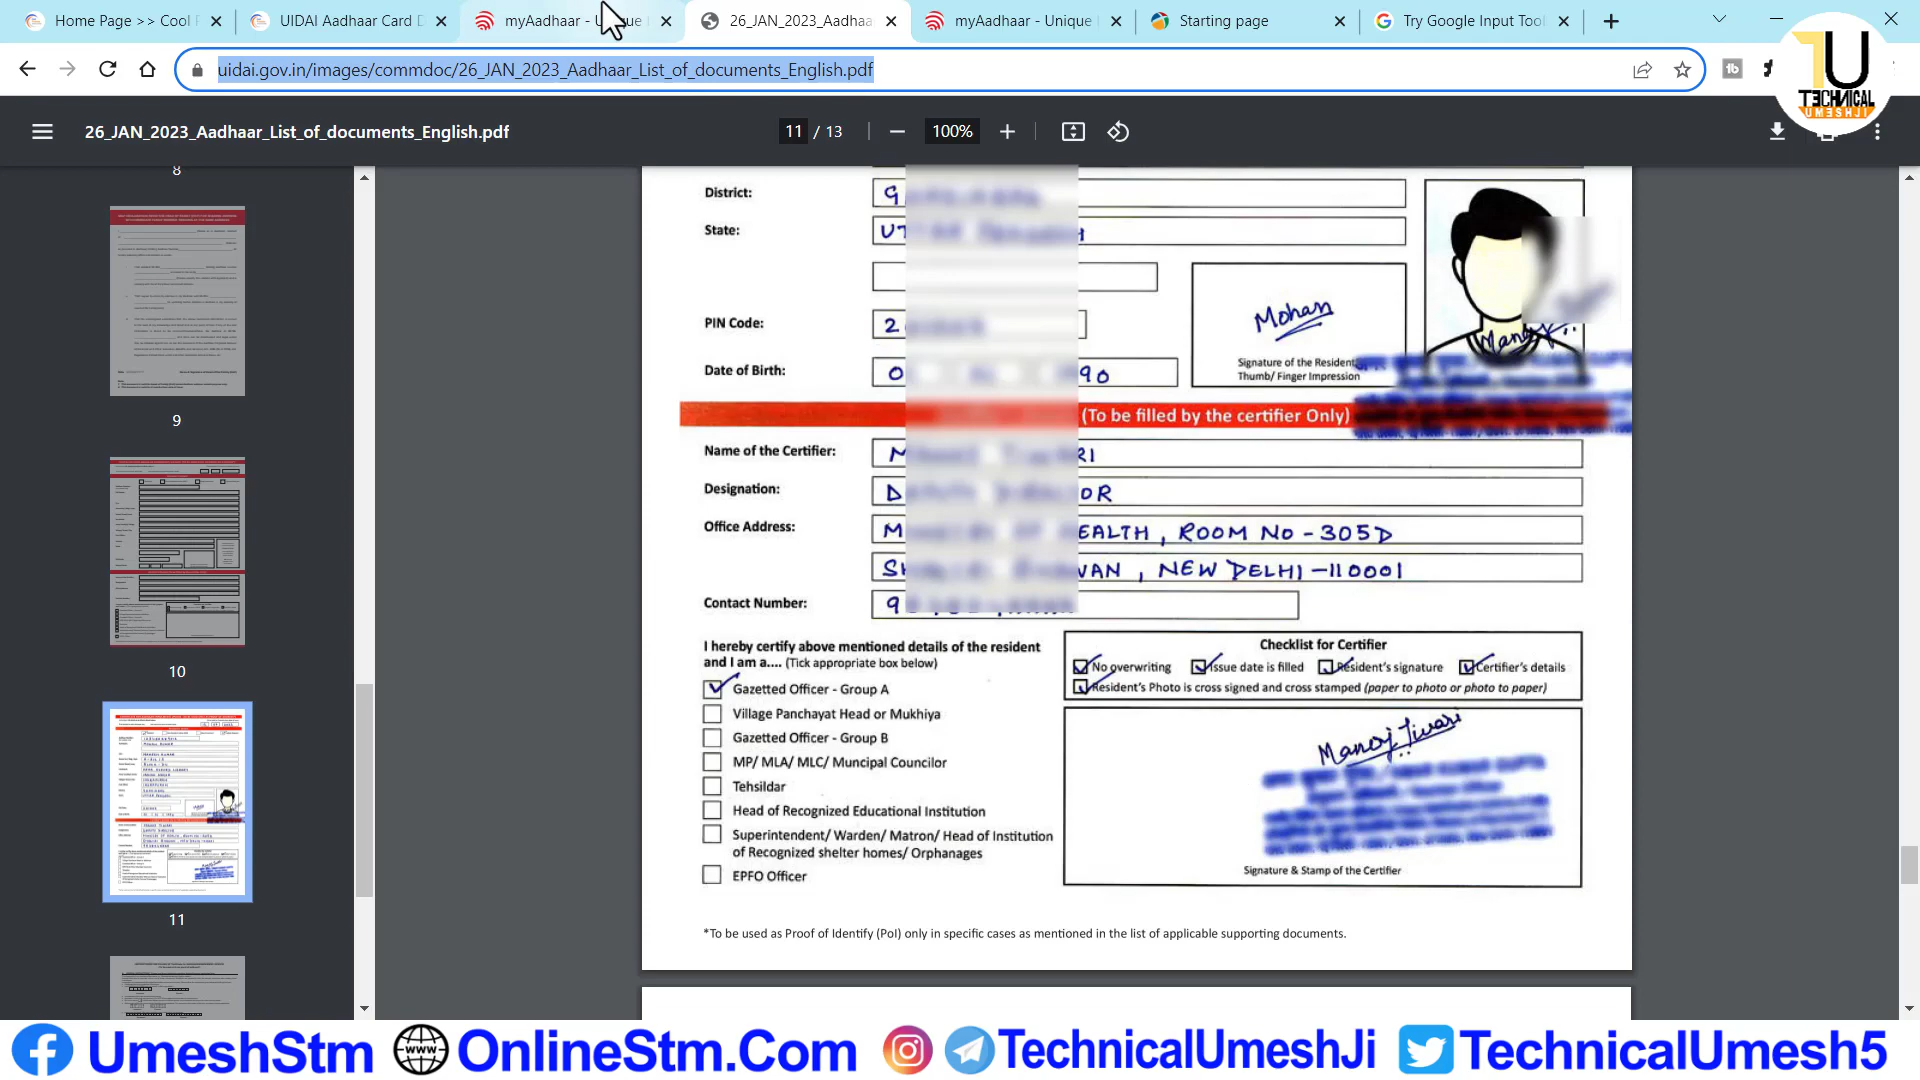 Home Page >> Cool
UIDAI Aadhaar Card D
myAadhaar - Unique
26_JAN_2023_Aadhaa
myAadhaar - Unique
Starting page
Try Google Input Tool
uidai.gov.in/images/commdoc/26_JAN_2023_Aadhaar_List_of_documents_English.pdf
TU
TECHNICAL
UMESHJI
26_JAN_2023_Aadhaar_List_of_documents_English.pdf
11 / 13
100%
8
9
10
11
District:
State:
PIN Code:
Date of Birth: 90
Mohan
Signature of the Resident
Thumb/ Finger Impression
(To be filled by the certifier Only)
Name of the Certifier:
Designation:
Office Address: EALTH, ROOM NO - 305D
VAN, NEW DELHI - 110001
Contact Number:
I hereby certify above mentioned details of the resident
and I am a.... (Tick appropriate box below)
Gazetted Officer - Group A
Village Panchayat Head or Mukhiya
Gazetted Officer - Group B
MP/ MLA/ MLC/ Muncipal Councilor
Tehsildar
Head of Recognized Educational Institution
Superintendent/ Warden/ Matron/ Head of Institution
of Recognized shelter homes/ Orphanages
EPFO Officer
Checklist for Certifier
No overwriting Issue date is filled Resident's signature Certifier's details
Resident's Photo is cross signed and cross stamped (paper to photo or photo to paper)
Manoj Tiwari
Signature & Stamp of the Certifier
*To be used as Proof of Identify (PoI) only in specific cases as mentioned in the list of applicable supporting documents.
UmeshStm
www
OnlineStm.Com
TechnicalUmeshJi
TechnicalUmesh5